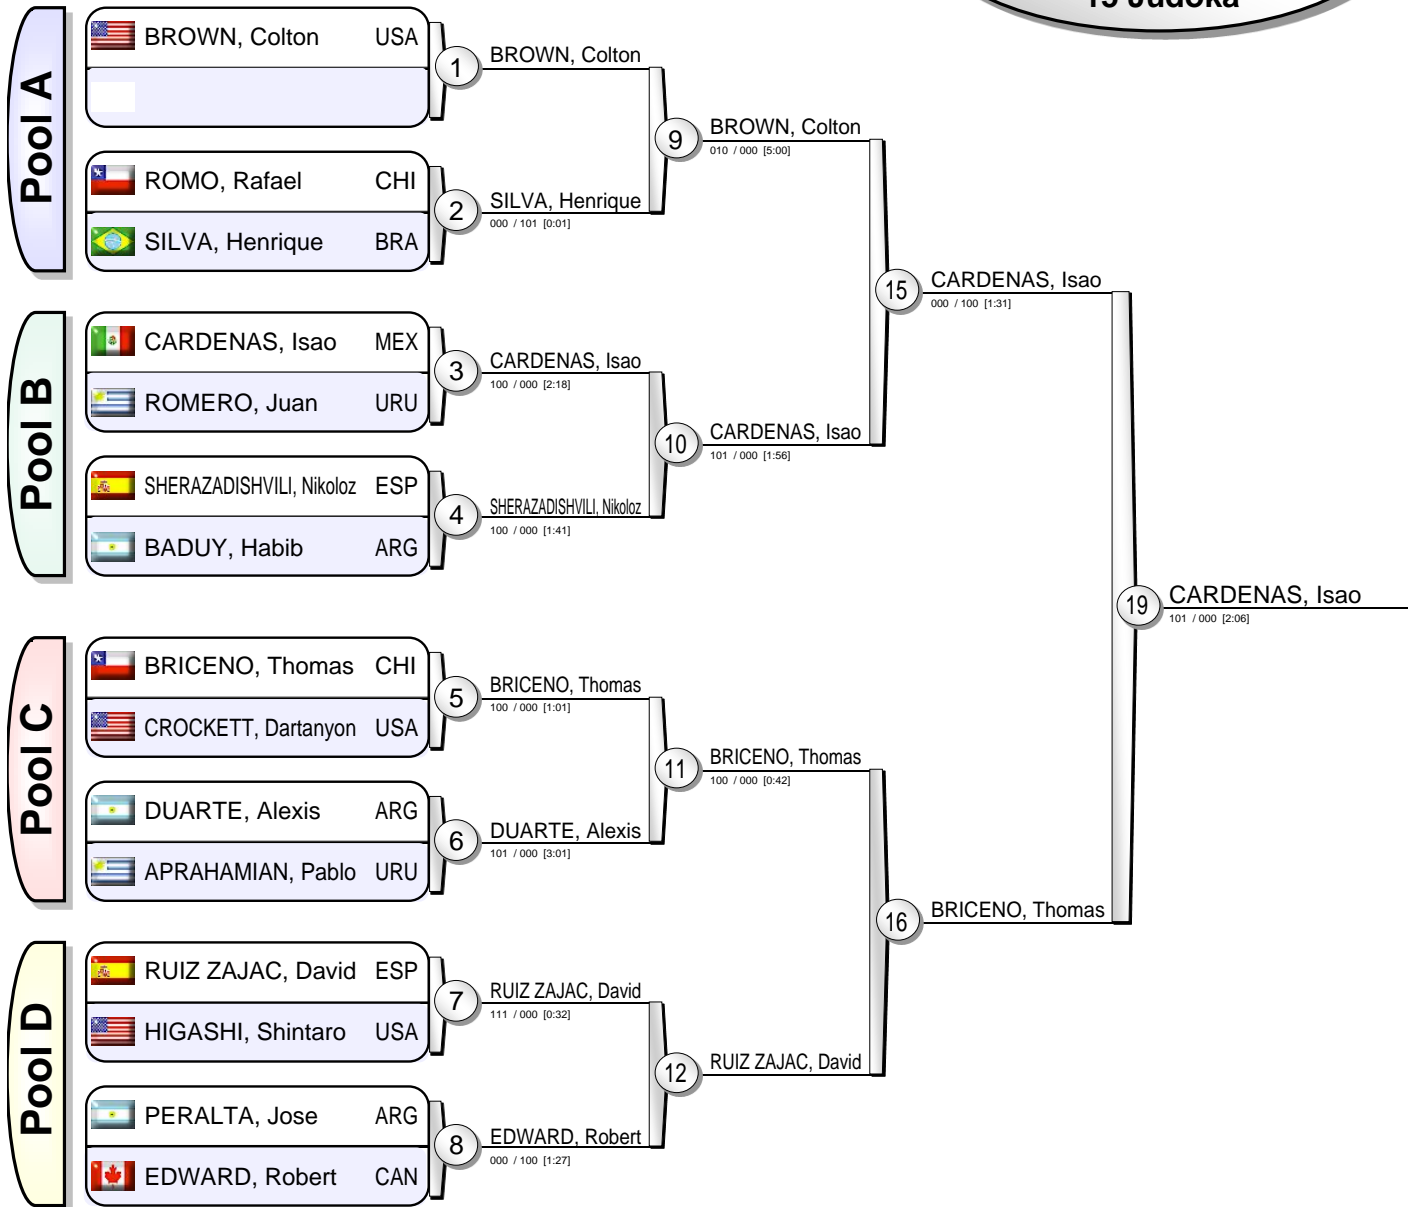 15 Judoka
Pool A
BROWN, Colton USA
1
BROWN, Colton
ROMO, Rafael CHI
SILVA, Henrique BRA
2
SILVA, Henrique
000 / 101 [0:01]
9
BROWN, Colton
010 / 000 [5:00]
Pool B
CARDENAS, Isao MEX
ROMERO, Juan URU
3
CARDENAS, Isao
100 / 000 [2:18]
SHERAZADISHVILI, Nikoloz ESP
BADUY, Habib ARG
4
SHERAZADISHVILI, Nikoloz
100 / 000 [1:41]
10
CARDENAS, Isao
101 / 000 [1:56]
15
CARDENAS, Isao
000 / 100 [1:31]
Pool C
BRICENO, Thomas CHI
CROCKETT, Dartanyon USA
5
BRICENO, Thomas
100 / 000 [1:01]
DUARTE, Alexis ARG
APRAHAMIAN, Pablo URU
6
DUARTE, Alexis
101 / 000 [3:01]
11
BRICENO, Thomas
100 / 000 [0:42]
Pool D
RUIZ ZAJAC, David ESP
HIGASHI, Shintaro USA
7
RUIZ ZAJAC, David
111 / 000 [0:32]
PERALTA, Jose ARG
EDWARD, Robert CAN
8
EDWARD, Robert
000 / 100 [1:27]
12
RUIZ ZAJAC, David
16
BRICENO, Thomas
19
CARDENAS, Isao
101 / 000 [2:06]